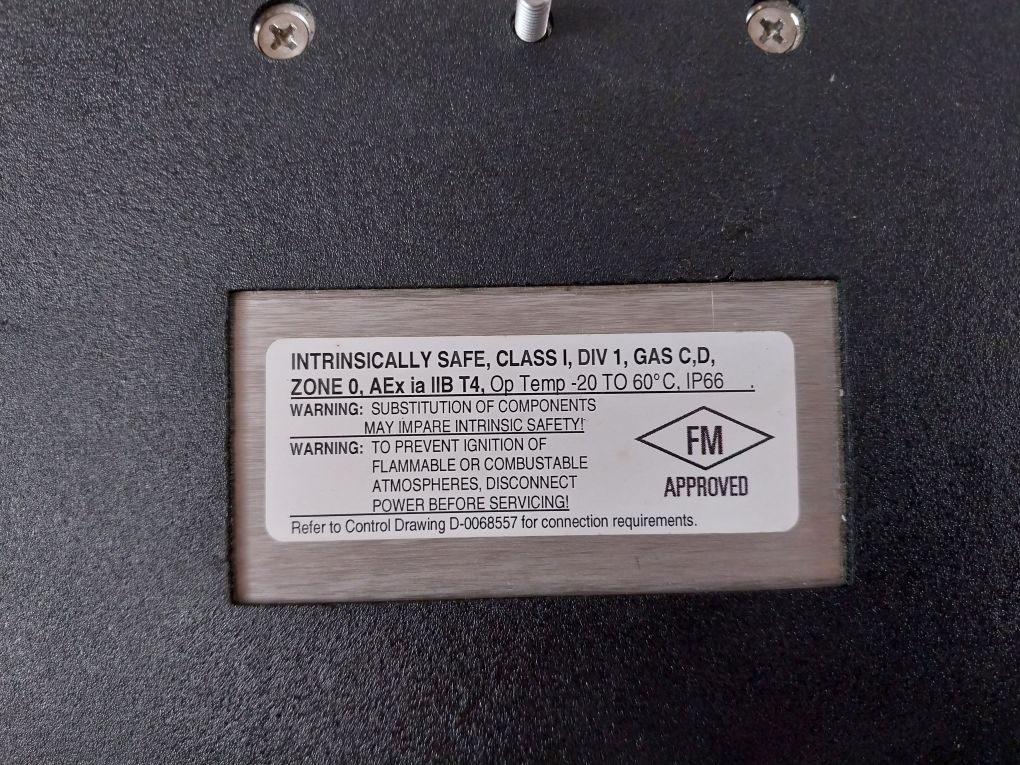 INTRINSICALLY SAFE, CLASS I, DIV 1, GAS C,D,
ZONE 0, AEx ia IIB T4, Op Temp -20 TO 60°C, IP66 .
WARNING: SUBSTITUTION OF COMPONENTS
MAY IMPARE INTRINSIC SAFETY!
WARNING: TO PREVENT IGNITION OF
FLAMMABLE OR COMBUSTABLE
ATMOSPHERES, DISCONNECT
POWER BEFORE SERVICING!
FM
APPROVED
Refer to Control Drawing D-0068557 for connection requirements.